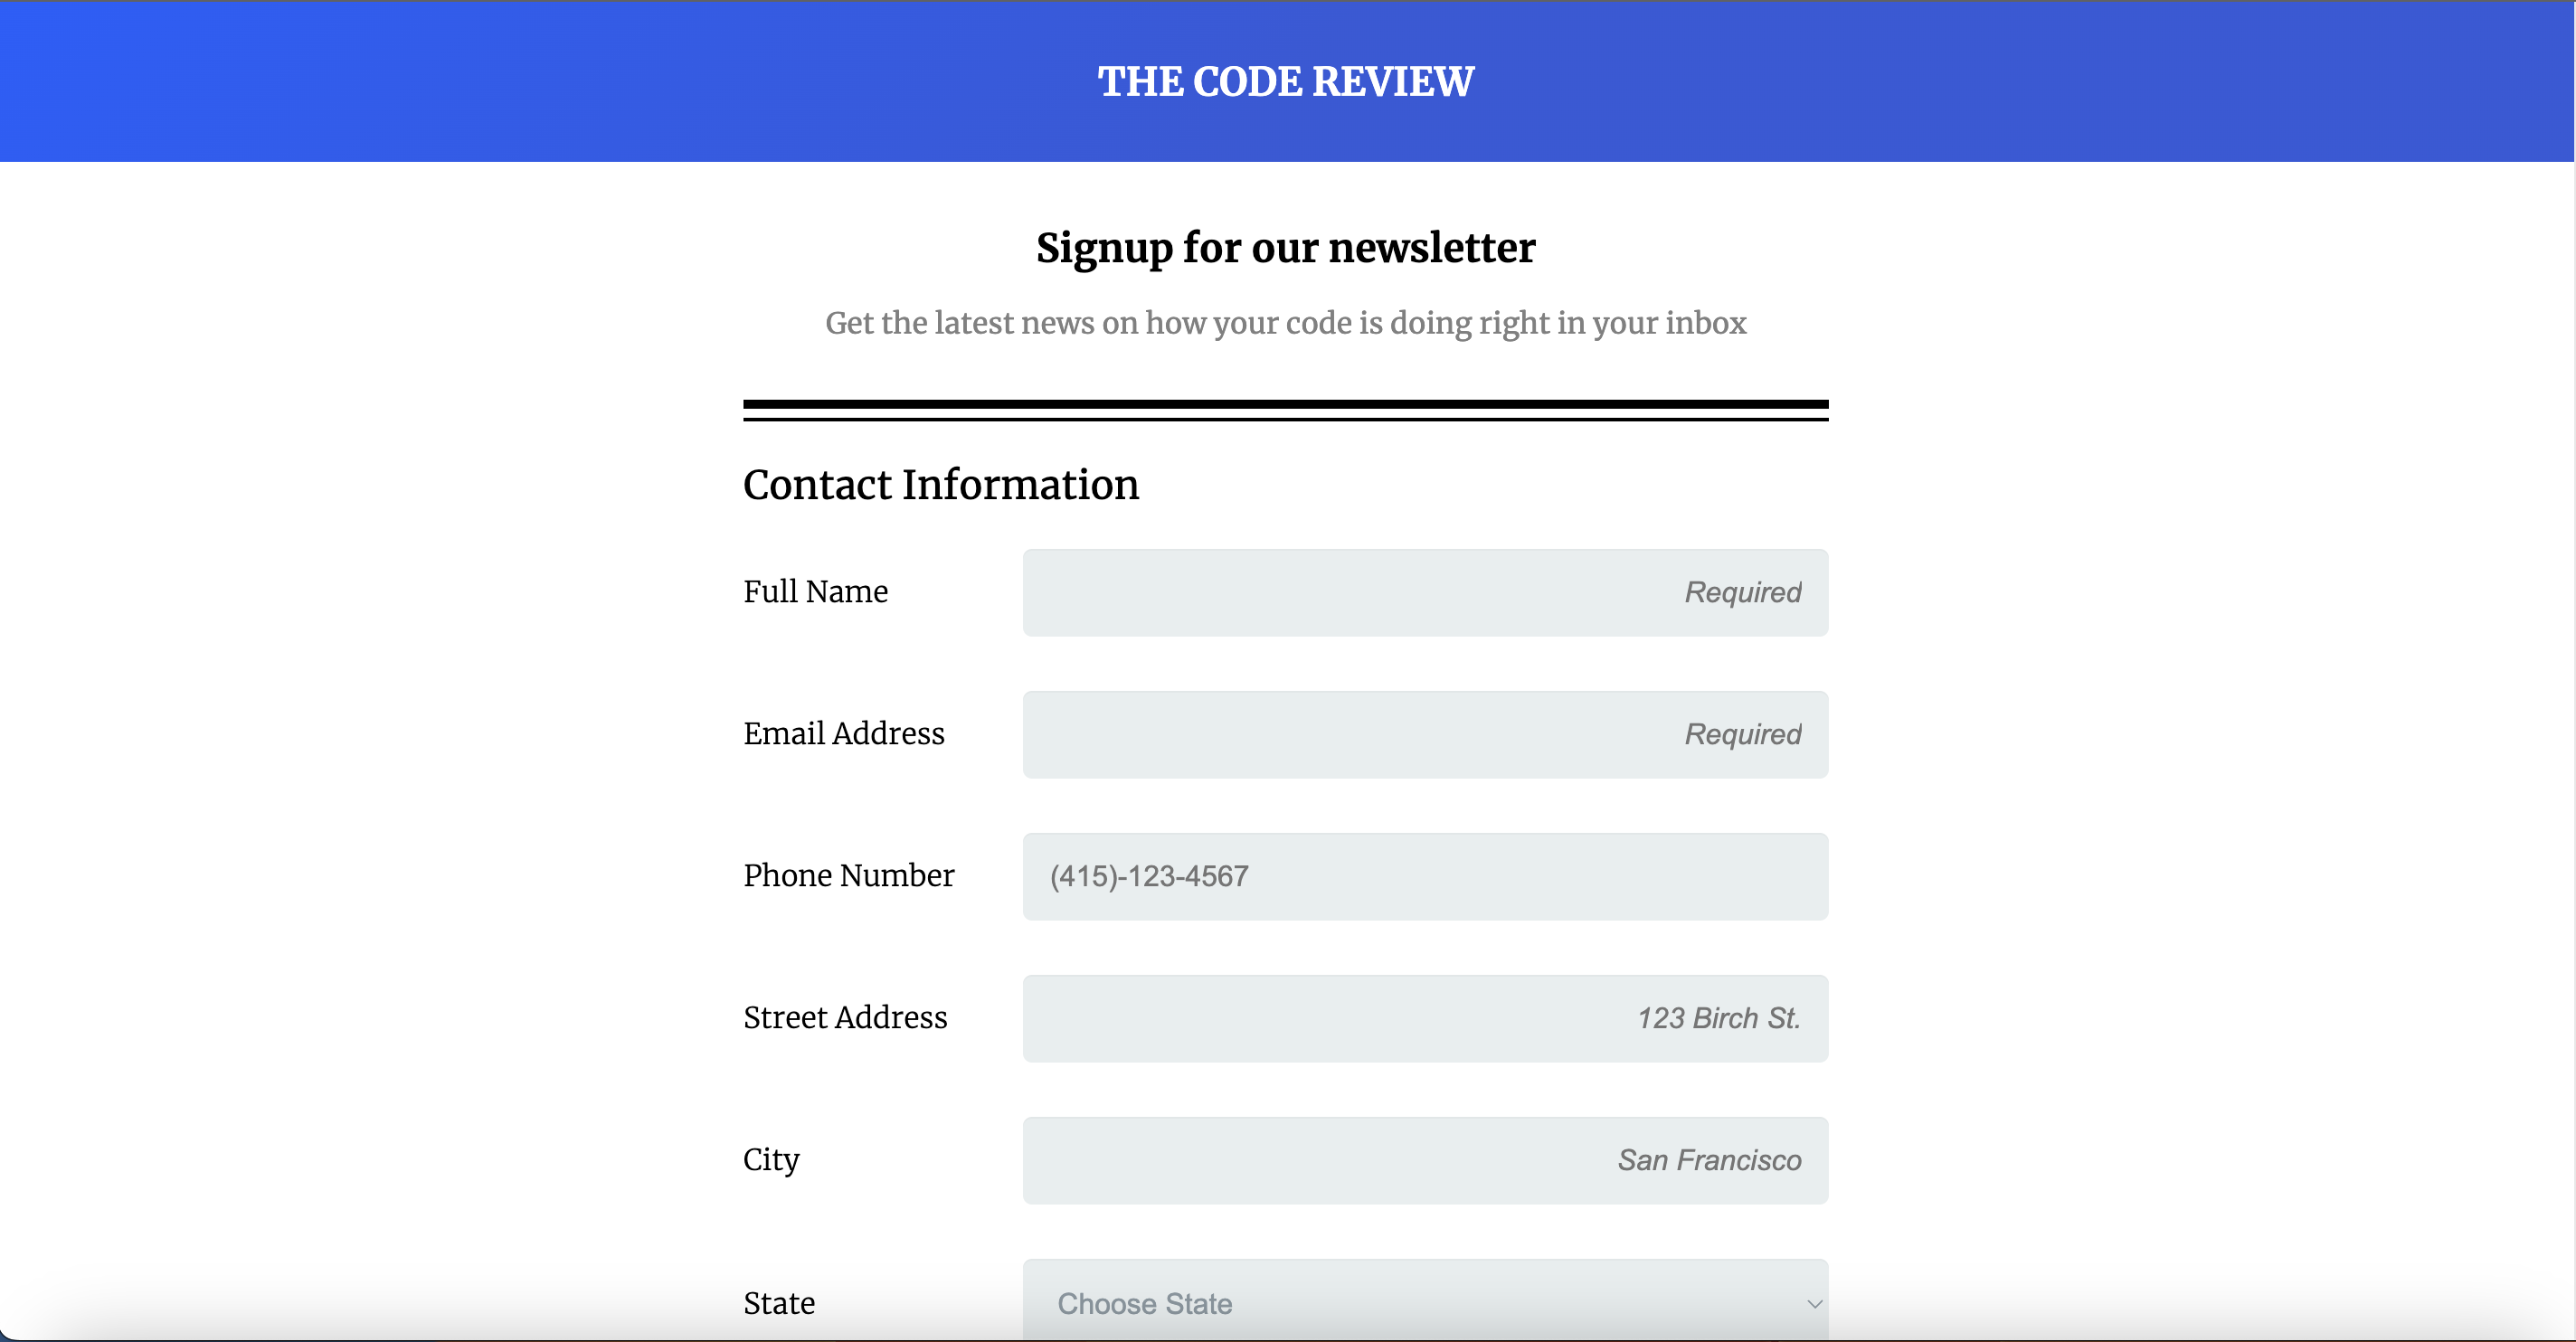 THE CODE REVIEW
Signup for our newsletter
Get the latest news on how your code is doing right in your inbox
Contact Information
Full Name Required
Email Address Required
Phone Number (415)-123-4567
Street Address 123 Birch St.
City San Francisco
State Choose State